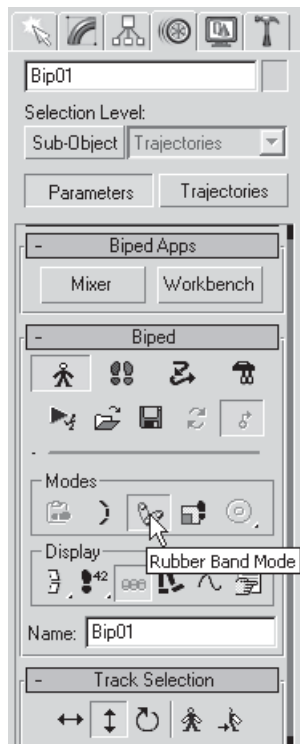 Bip01
Selection Level:
Sub-Object Trajectories
Parameters Trajectories
- Biped Apps
Mixer Workbench
- Biped
Modes
Display
Rubber Band Mode
42
Name: Bip01
- Track Selection